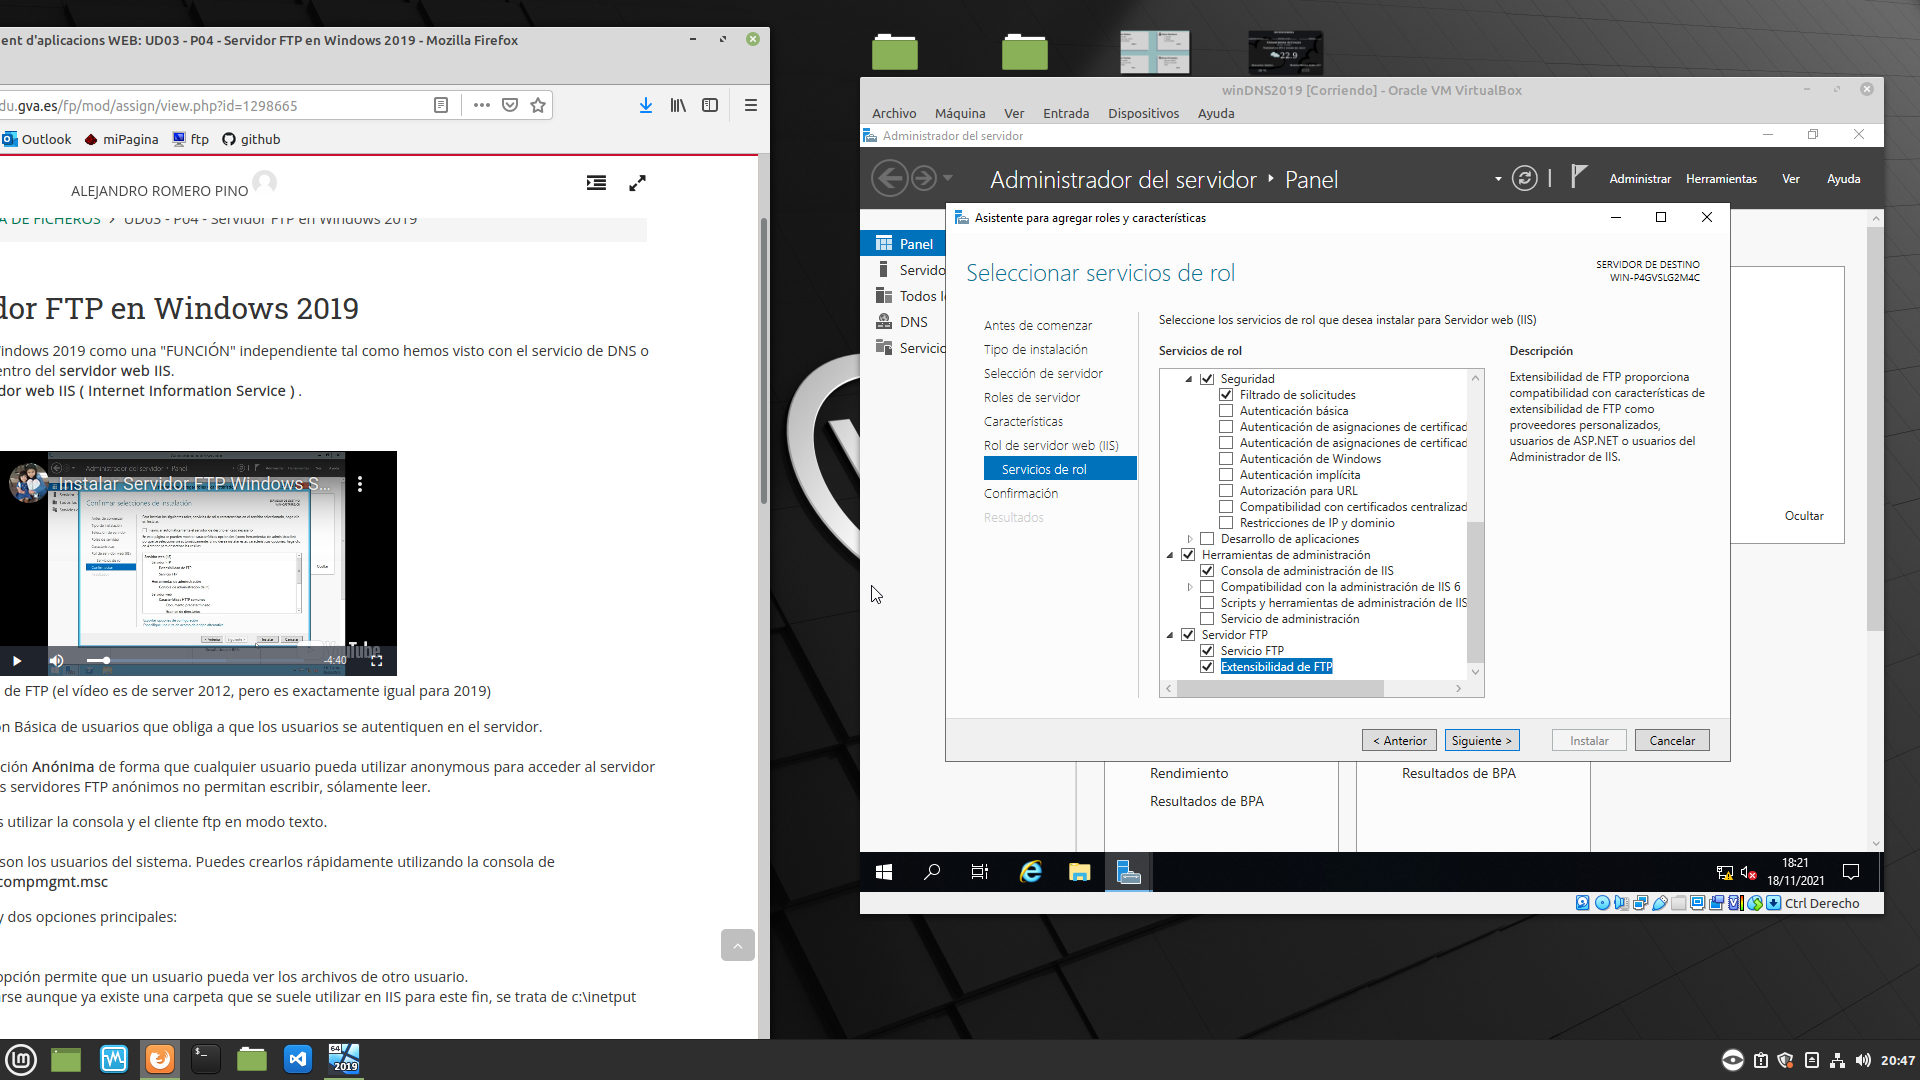 ent d'aplicacions WEB: UD03 - P04 - Servidor FTP en Windows 2019 - Mozilla Firefox
du.gva.es/fp/mod/assign/view.php?id=1298665
Outlook
miPagina
ftp
github
ALEJANDRO ROMERO PINO
A DE FICHEROS > UD03 - P04 - Servidor FTP en Windows 2019
dor FTP en Windows 2019
Windows 2019 como una "FUNCIÓN" independiente tal como hemos visto con el servicio de DNS o
entro del servidor web IIS.
dor web IIS ( Internet Information Service ) .
Instalar Servidor FTP Windows S...
Administrador del servidor • Panel
Confirmar selecciones de instalación
-4:40
de FTP (el vídeo es de server 2012, pero es exactamente igual para 2019)
ón Básica de usuarios que obliga a que los usuarios se autentiquen en el servidor.
ción Anónima de forma que cualquier usuario pueda utilizar anonymous para acceder al servidor
s servidores FTP anónimos no permitan escribir, sólamente leer.
s utilizar la consola y el cliente ftp en modo texto.
son los usuarios del sistema. Puedes crearlos rápidamente utilizando la consola de
compmgmt.msc
y dos opciones principales:
opción permite que un usuario pueda ver los archivos de otro usuario.
arse aunque ya existe una carpeta que se suele utilizar en IIS para este fin, se trata de c:\inetput
22.9
winDNS2019 [Corriendo] - Oracle VM VirtualBox
Archivo
Máquina
Ver
Entrada
Dispositivos
Ayuda
Administrador del servidor
Administrador del servidor • Panel
Administrar
Herramientas
Ver
Ayuda
Panel
Servido
Todos l
DNS
Servicio
Asistente para agregar roles y características
Seleccionar servicios de rol
SERVIDOR DE DESTINO
WIN-P4GVSLG2M4C
Antes de comenzar
Tipo de instalación
Selección de servidor
Roles de servidor
Características
Rol de servidor web (IIS)
Servicios de rol
Confirmación
Resultados
Seleccione los servicios de rol que desea instalar para Servidor web (IIS)
Servicios de rol
Seguridad
Filtrado de solicitudes
Autenticación básica
Autenticación de asignaciones de certificad
Autenticación de asignaciones de certificad
Autenticación de Windows
Autenticación implícita
Autorización para URL
Compatibilidad con certificados centralizad
Restricciones de IP y dominio
Desarrollo de aplicaciones
Herramientas de administración
Consola de administración de IIS
Compatibilidad con la administración de IIS 6
Scripts y herramientas de administración de IIS
Servicio de administración
Servidor FTP
Servicio FTP
Extensibilidad de FTP
Descripción
Extensibilidad de FTP proporciona
compatibilidad con características de
extensibilidad de FTP como
proveedores personalizados,
usuarios de ASP.NET o usuarios del
Administrador de IIS.
Ocultar
< Anterior
Siguiente >
Instalar
Cancelar
Rendimiento
Resultados de BPA
Resultados de BPA
18:21
18/11/2021
Ctrl Derecho
64
2019
20:47